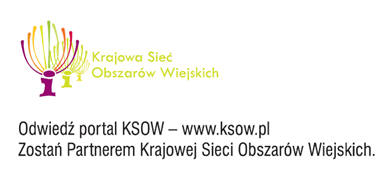 Krajowa Sieć
Obszarów Wiejskich
Odwiedź portal KSOW – www.ksow.pl
Zostań Partnerem Krajowej Sieci Obszarów Wiejskich.